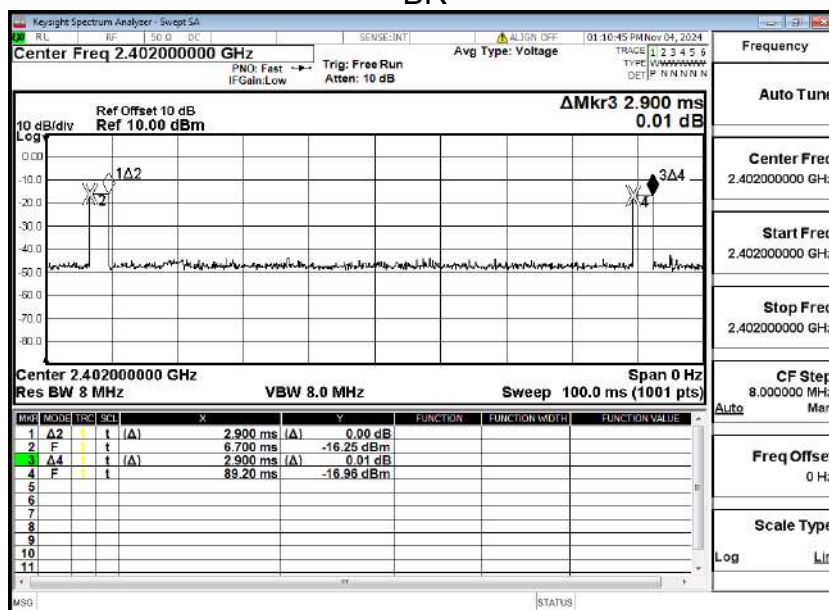 Keysight Spectrum Analyzer - Swept SA
RL RF 50 Ω DC SENSE:INT ALIGN OFF 01:10:45 PM Nov 04, 2024
Center Freq 2.402000000 GHz
PNO: Fast
IFGain:Low
Trig: Free Run
Atten: 10 dB
Avg Type: Voltage
TRACE 1 2 3 4 5 6
TYPE
DET P N N N N N
Ref Offset 10 dB
10 dB/div Ref 10.00 dBm
Log
ΔMkr3 2.900 ms
0.01 dB
0.00
-10.0
-20.0
-30.0
-40.0
-50.0
-60.0
-70.0
-80.0
1Δ2
2
3Δ4
4
Center 2.402000000 GHz Span 0 Hz
Res BW 8 MHz VBW 8.0 MHz Sweep 100.0 ms (1001 pts)
MKR MODE TRC SCL X Y FUNCTION FUNCTION WIDTH FUNCTION VALUE
1 Δ2 1 t (Δ) 2.900 ms (Δ) 0.00 dB
2 F 1 t 6.700 ms -16.25 dBm
3 Δ4 1 t (Δ) 2.900 ms (Δ) 0.01 dB
4 F 1 t 89.20 ms -16.96 dBm
5
6
7
8
9
10
11
MSG STATUS
Frequency
Auto Tune
Center Freq
2.402000000 GHz
Start Freq
2.402000000 GHz
Stop Freq
2.402000000 GHz
CF Step
8.000000 MHz
Auto Man
Freq Offset
0 Hz
Scale Type
Log Lin